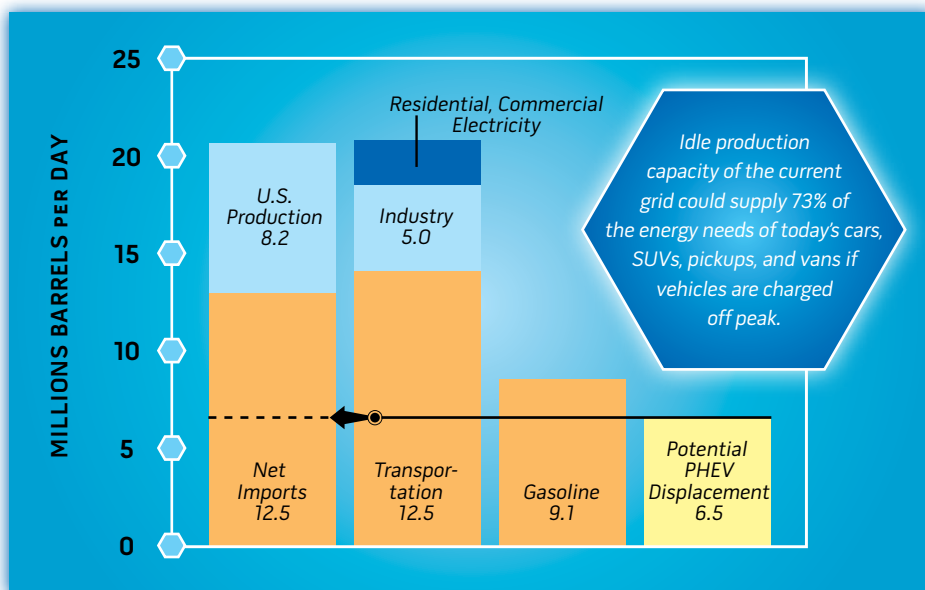 MILLIONS BARRELS PER DAY
25
20
15
10
5
0
U.S.
Production
8.2
Net
Imports
12.5
Residential, Commercial
Electricity
Industry
5.0
Transpor-
tation
12.5
Gasoline
9.1
Potential
PHEV
Displacement
6.5
Idle production
capacity of the current
grid could supply 73% of
the energy needs of today's cars,
SUVs, pickups, and vans if
vehicles are charged
off peak.